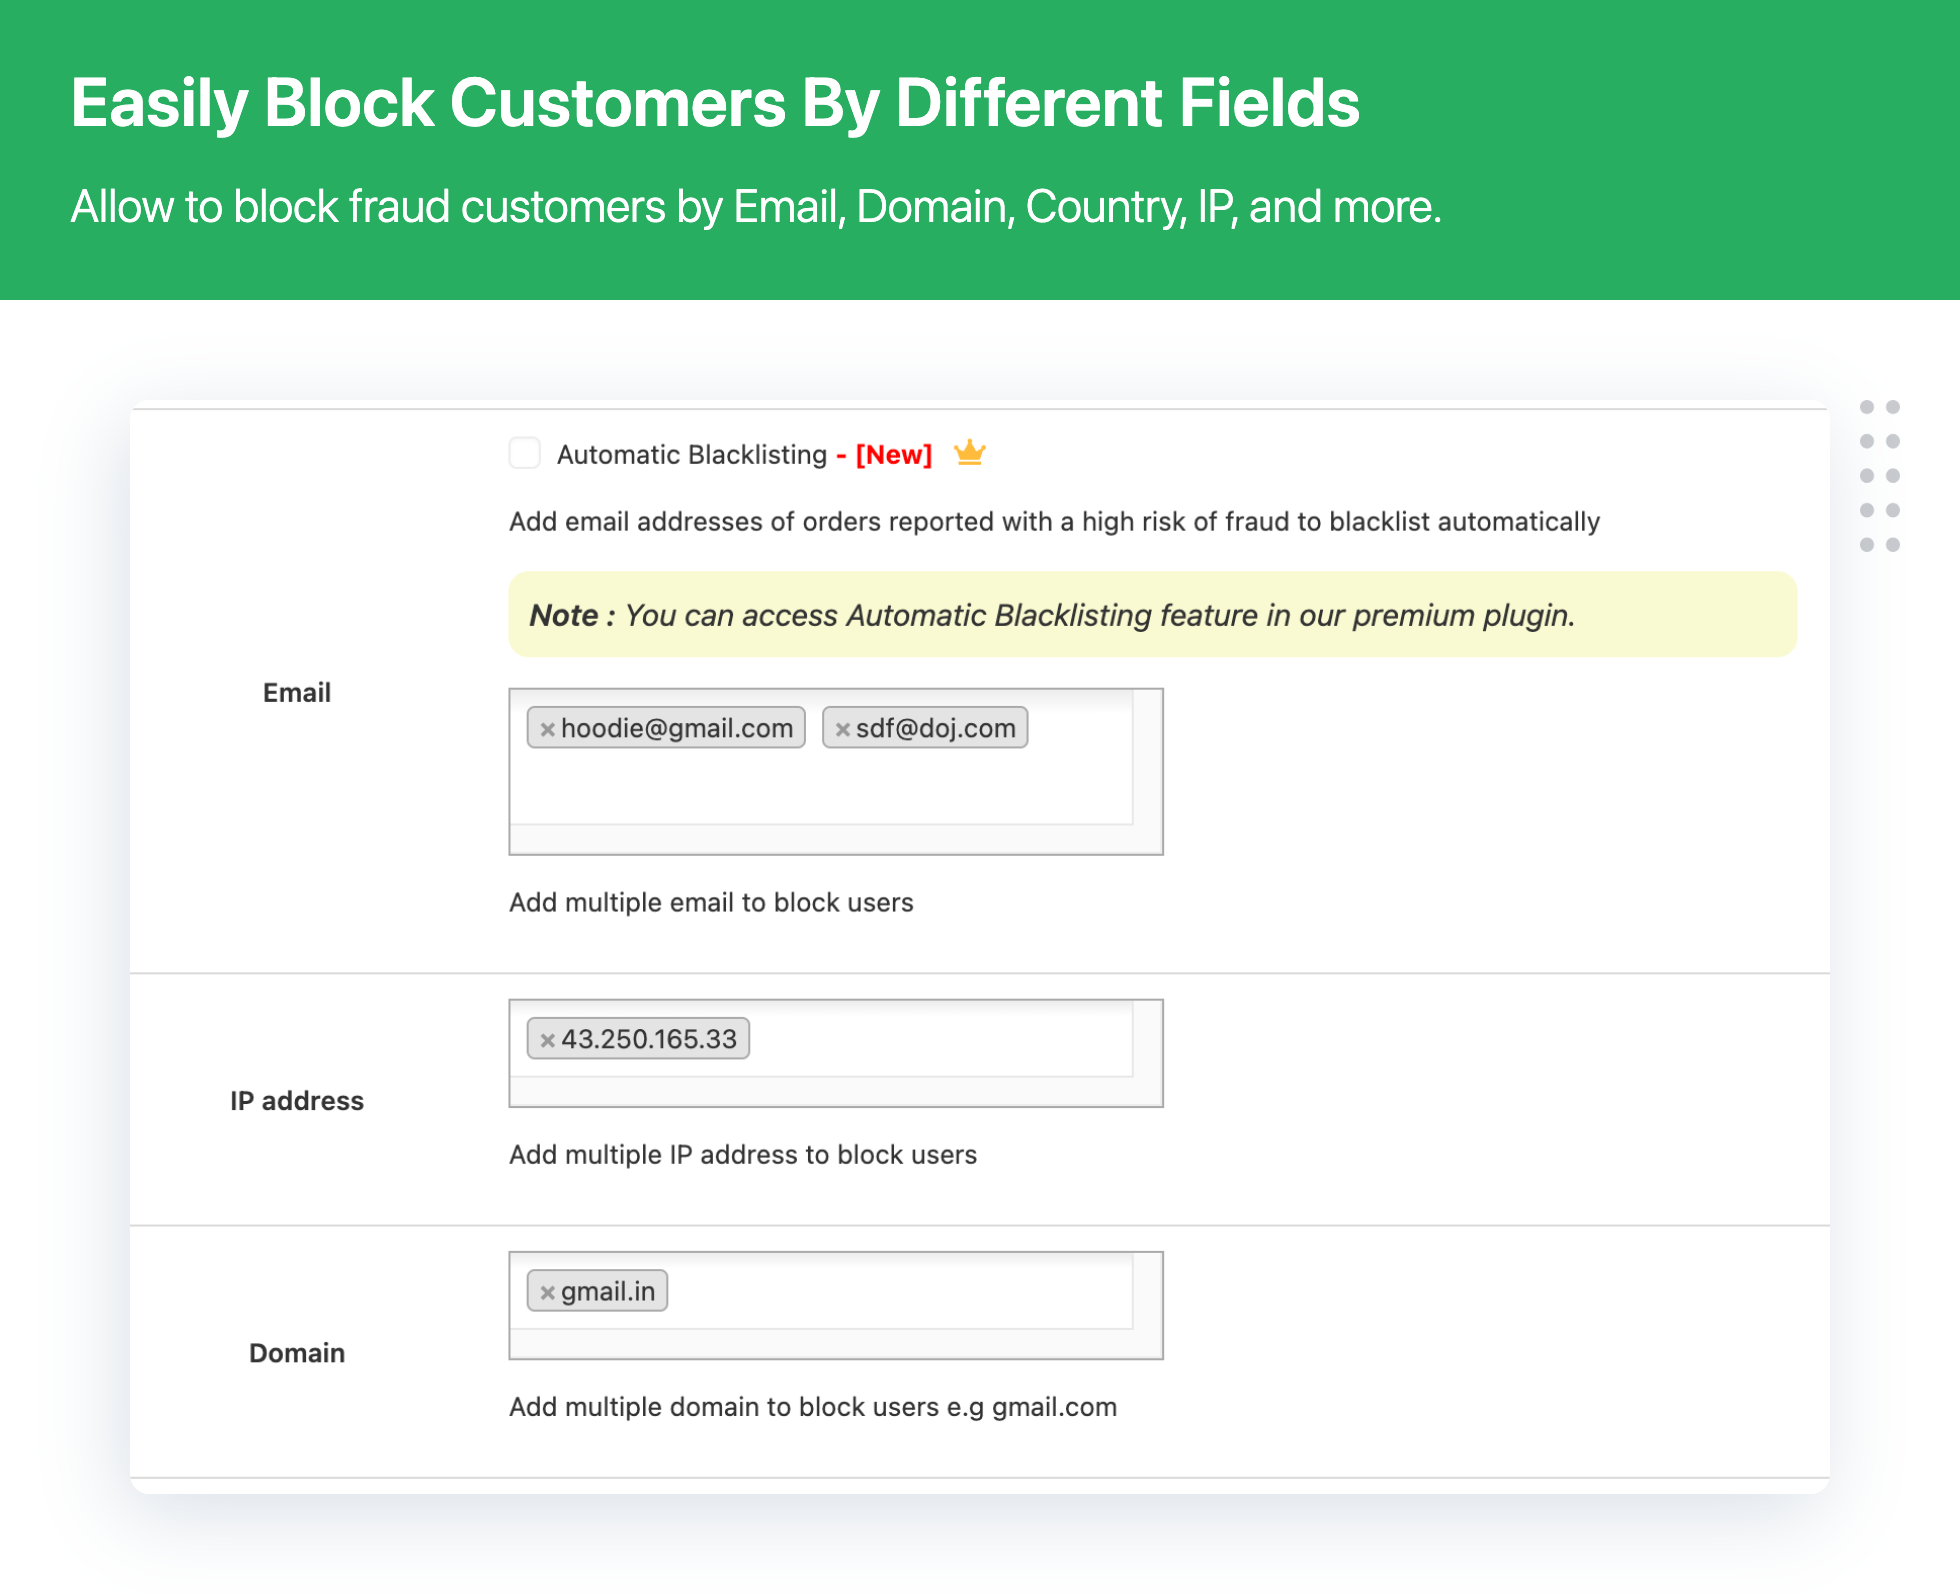 Easily Block Customers By Different Fields
Allow to block fraud customers by Email, Domain, Country, IP, and more.
Automatic Blacklisting - [New]
Add email addresses of orders reported with a high risk of fraud to blacklist automatically
Note : You can access Automatic Blacklisting feature in our premium plugin.
Email
× hoodie@gmail.com × sdf@doj.com
Add multiple email to block users
× 43.250.165.33
IP address
Add multiple IP address to block users
× gmail.in
Domain
Add multiple domain to block users e.g gmail.com